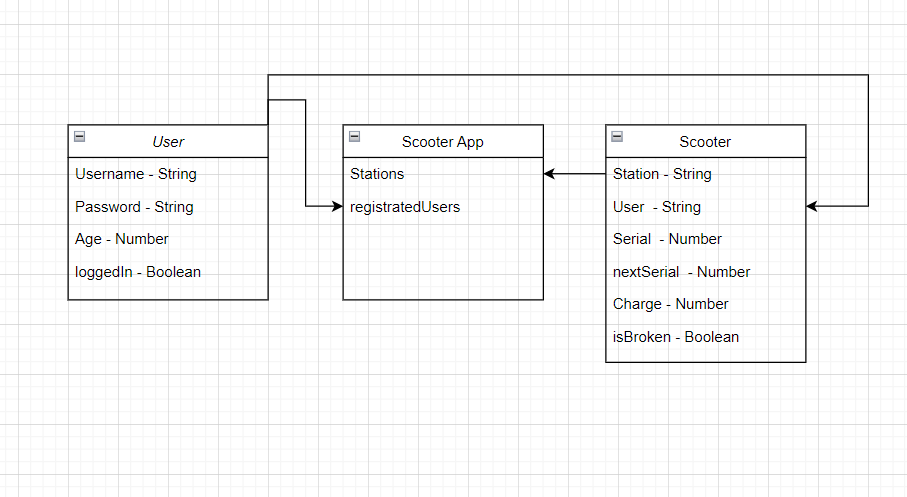 User
Username - String
Password - String
Age - Number
loggedIn - Boolean
Scooter App
Stations
registratedUsers
Scooter
Station - String
User  - String
Serial  - Number
nextSerial  - Number
Charge - Number
isBroken - Boolean